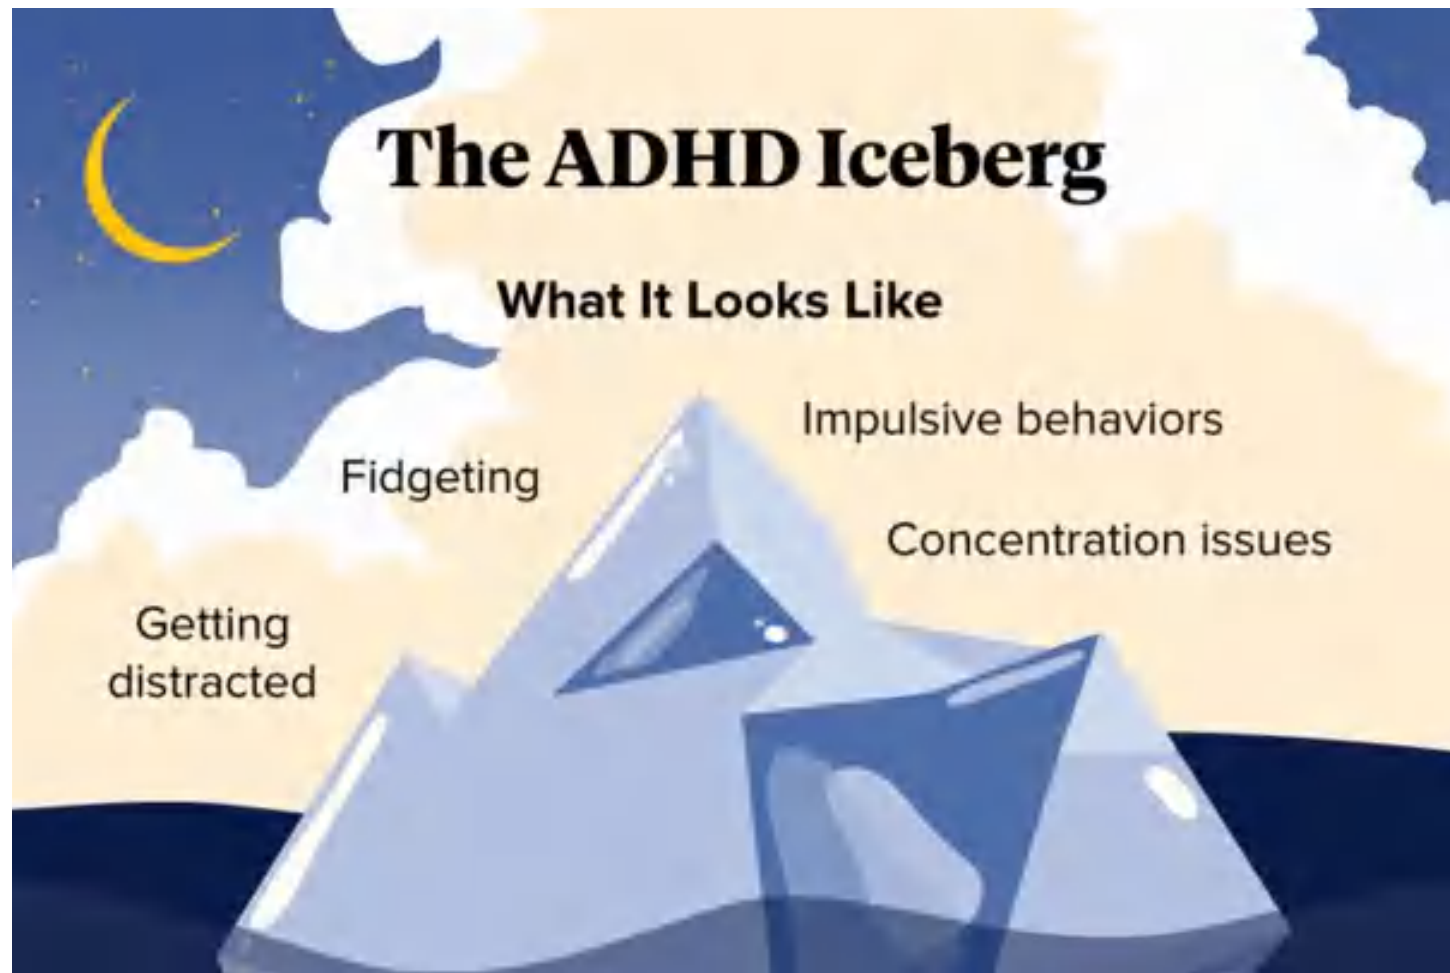 The ADHD Iceberg
What It Looks Like
Impulsive behaviors
Fidgeting
Concentration issues
Getting
distracted